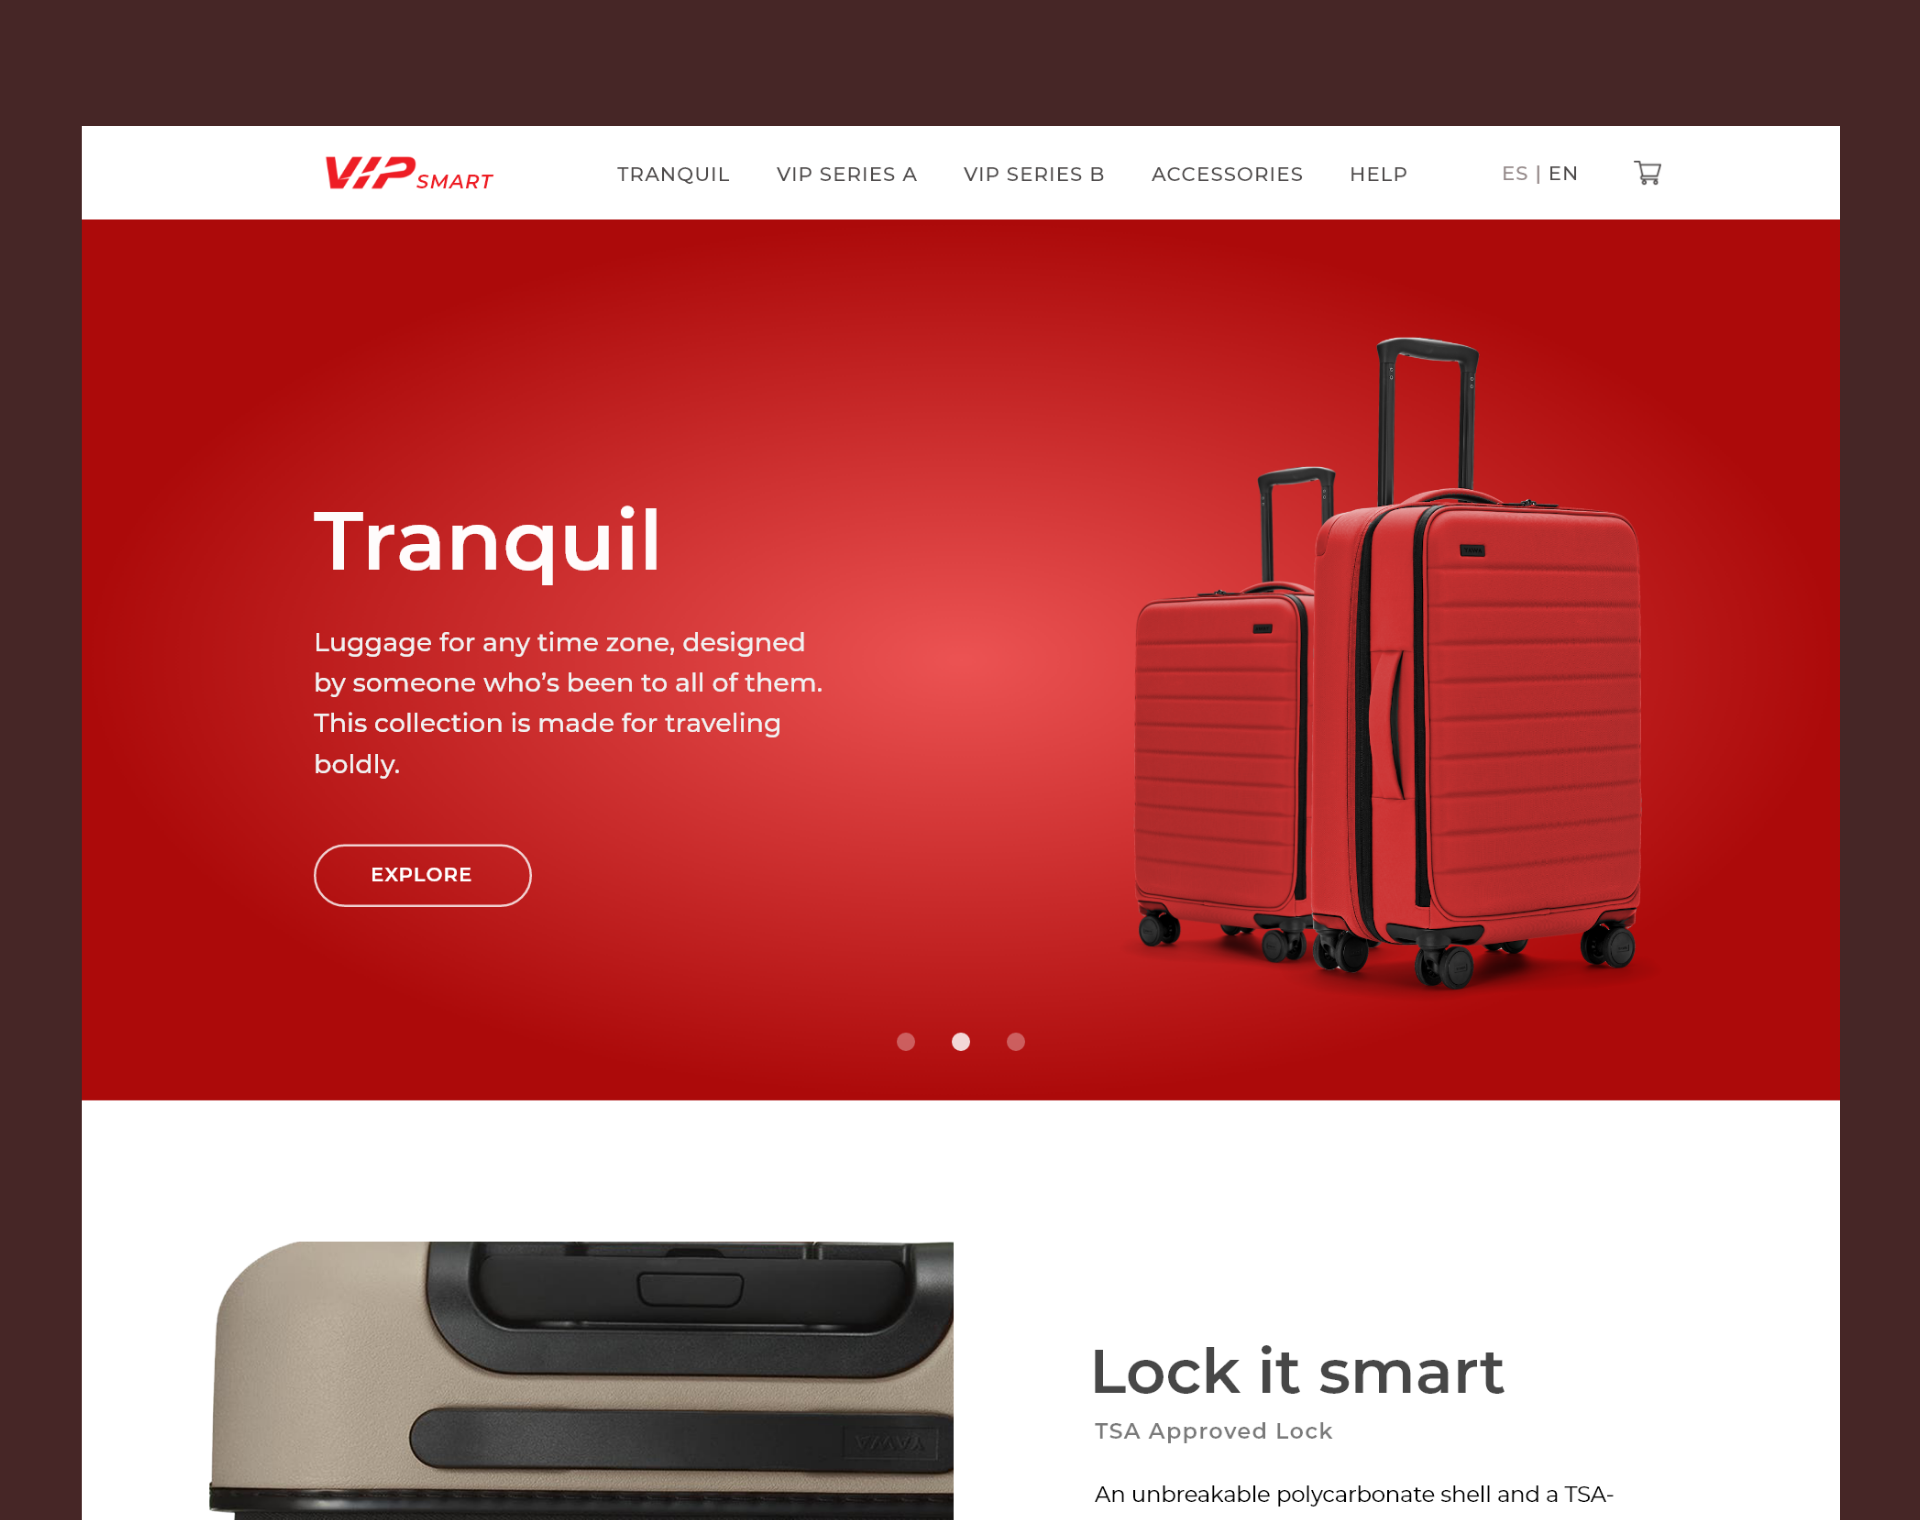 VIP SMART
TRANQUIL
VIP SERIES A
VIP SERIES B
ACCESSORIES
HELP
ES | EN
Tranquil
Luggage for any time zone, designed
by someone who's been to all of them.
This collection is made for traveling
boldly.
EXPLORE
Lock it smart
TSA Approved Lock
An unbreakable polycarbonate shell and a TSA-